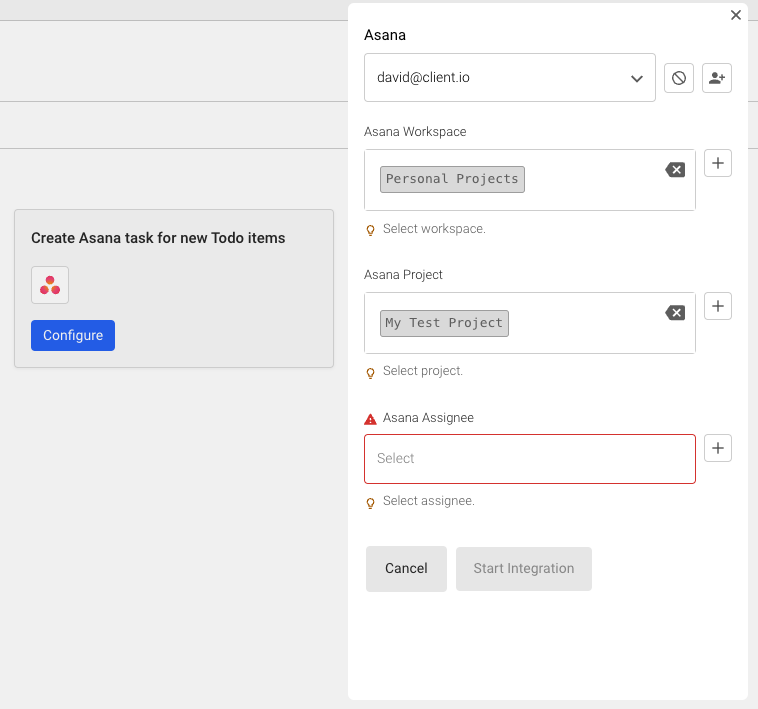 Create Asana task for new Todo items
Configure
Asana
david@client.io
Asana Workspace
Personal Projects
Select workspace.
Asana Project
My Test Project
Select project.
Asana Assignee
Select
Select assignee.
Cancel
Start Integration